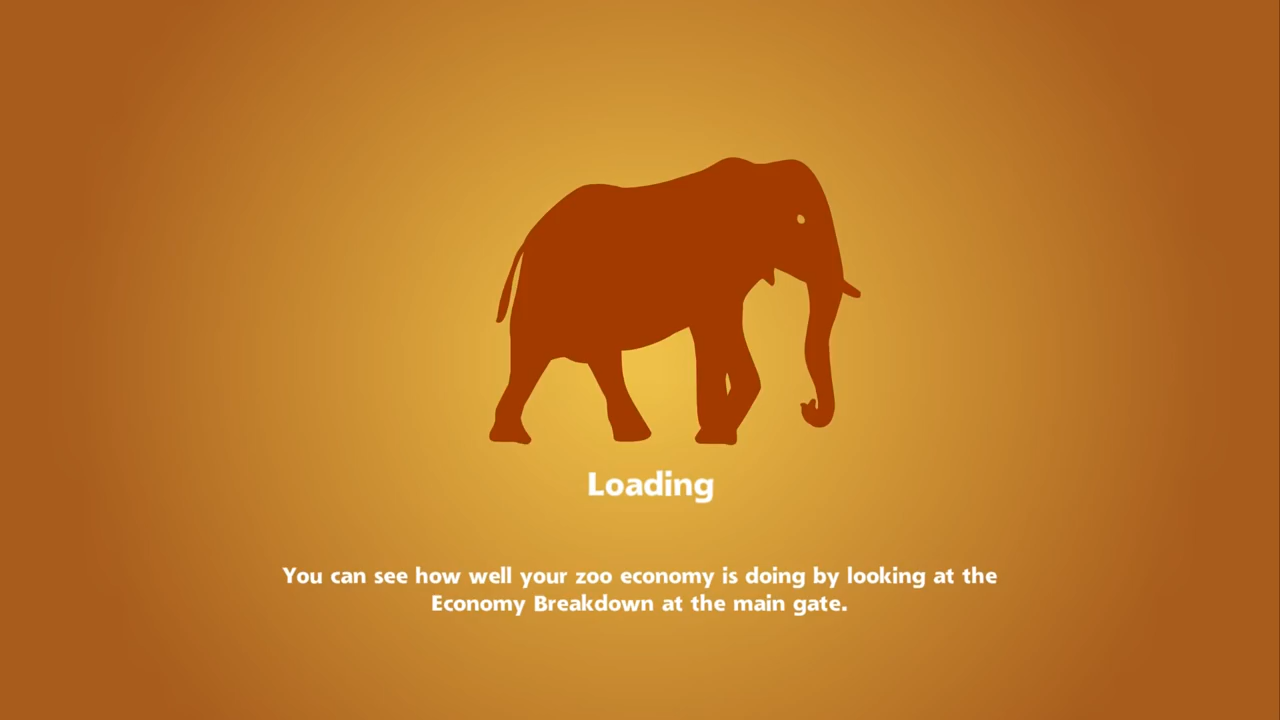 Loading
You can see how well your zoo economy is doing by looking at the
Economy Breakdown at the main gate.